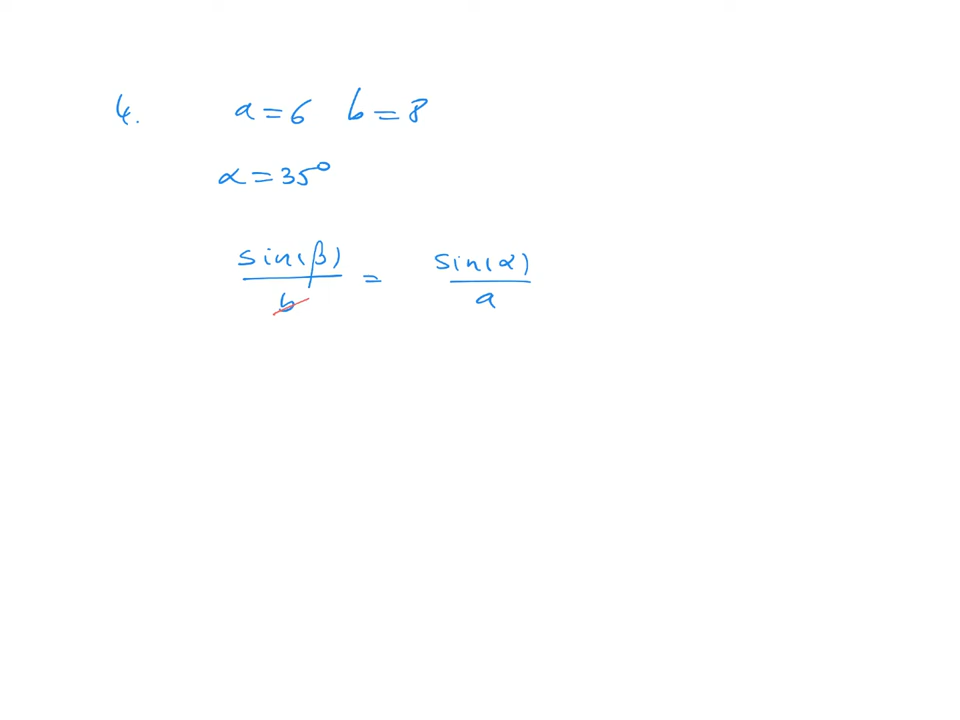 4. a = 6 b = 8
α = 35°
sin(β)/b = sin(α)/a